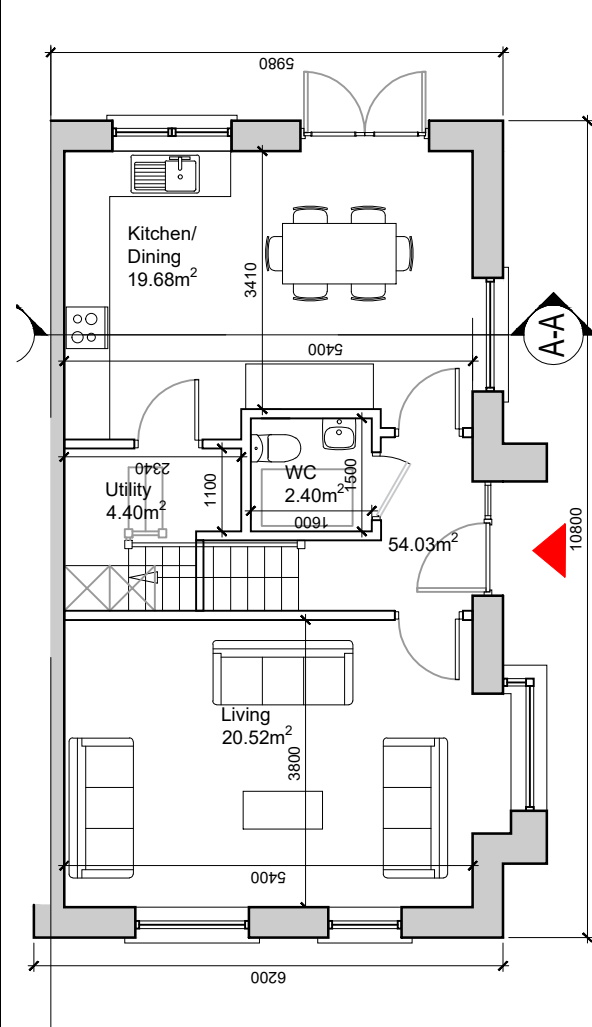 5980
Kitchen/
Dining
19.68m²
3410
5400
A-A
2340
Utility
4.40m²
1100
WC
2.40m²
1500
1600
54.03m²
10800
Living
20.52m²
3800
5400
6200